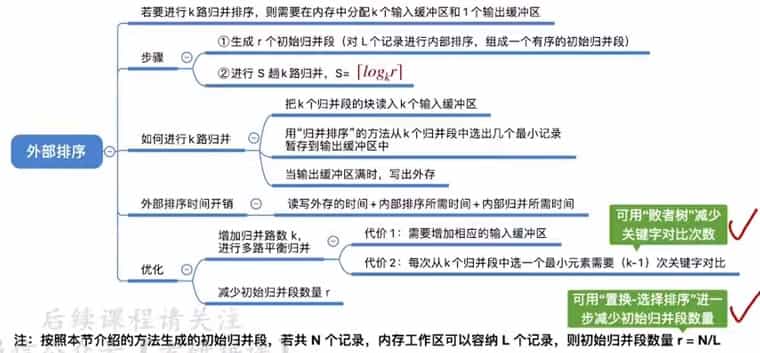 若要进行k路归并排序，则需要在内存中分配k个输入缓冲区和1个输出缓冲区
①生成 r 个初始归并段（对 L个记录进行内部排序，组成一个有序的初始归并段）
步骤
②进行 S 趟k路归并，S= ⌈logₖr⌉
把k个归并段的块读入k个输入缓冲区
如何进行k路归并
用“归并排序”的方法从k个归并段中选出几个最小记录
暂存到输出缓冲区中
当输出缓冲区满时，写出外存
外部排序
外部排序时间开销
读写外存的时间+内部排序所需时间+内部归并所需时间
可用“败者树”减少
关键字对比次数
增加归并路数 k，
进行多路平衡归并
代价 1：需要增加相应的输入缓冲区
代价 2：每次从k个归并段中选一个最小元素需要（k-1）次关键字对比
优化
减少初始归并段数量 r
可用“置换-选择排序”进一
步减少初始归并段数量
后续课程请关注
注：按照本节介绍的方法生成的初始归并段，若共 N 个记录，内存工作区可以容纳 L 个记录，则初始归并段数量 r = N/L